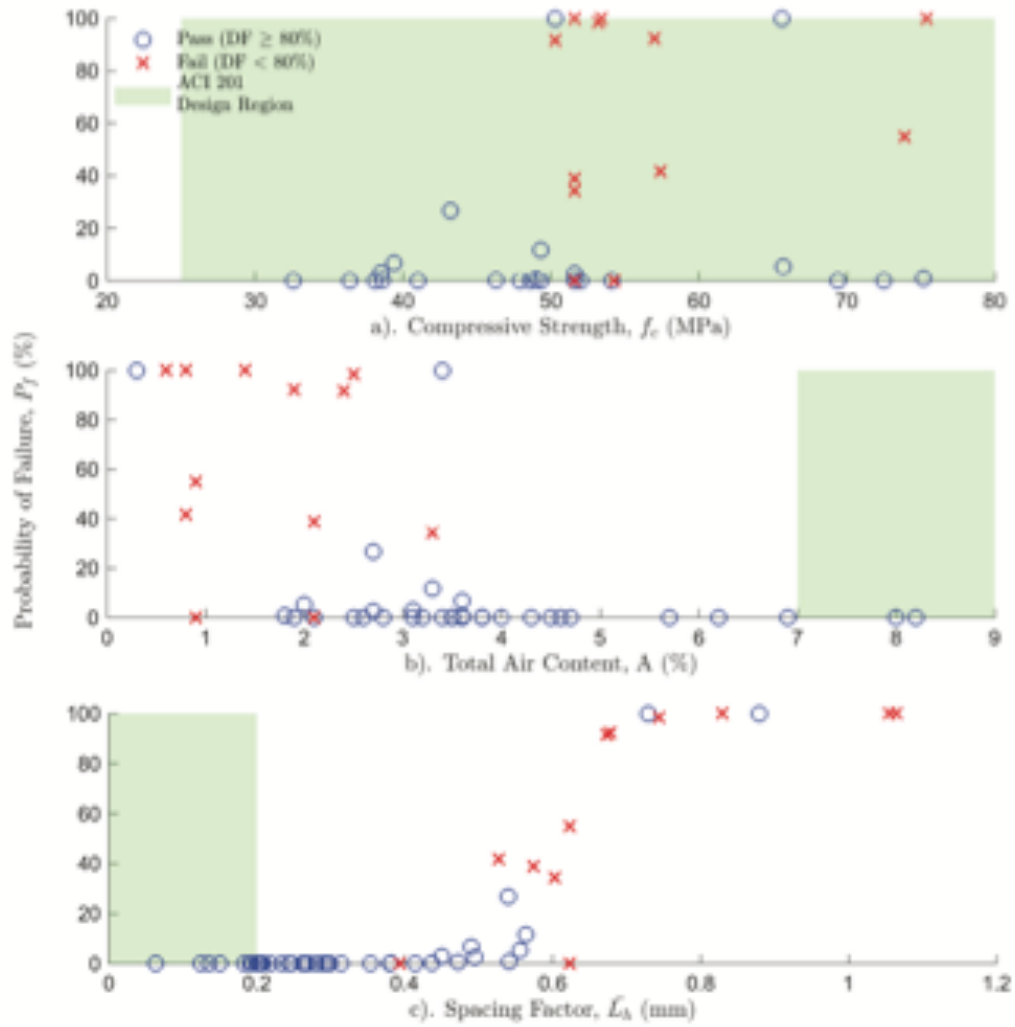 100
80
60
40
20
0
Pass (DF ≥ 80%)
Fail (DF < 80%)
ACI 201
Design Region
20 30 40 50 60 70 80
a). Compressive Strength, f_c (MPa)
Probability of Failure, P_f (%)
100
80
60
40
20
0
0 1 2 3 4 5 6 7 8 9
b). Total Air Content, A (%)
100
80
60
40
20
0
0 0.2 0.4 0.6 0.8 1 1.2
c). Spacing Factor, L̄_h (mm)